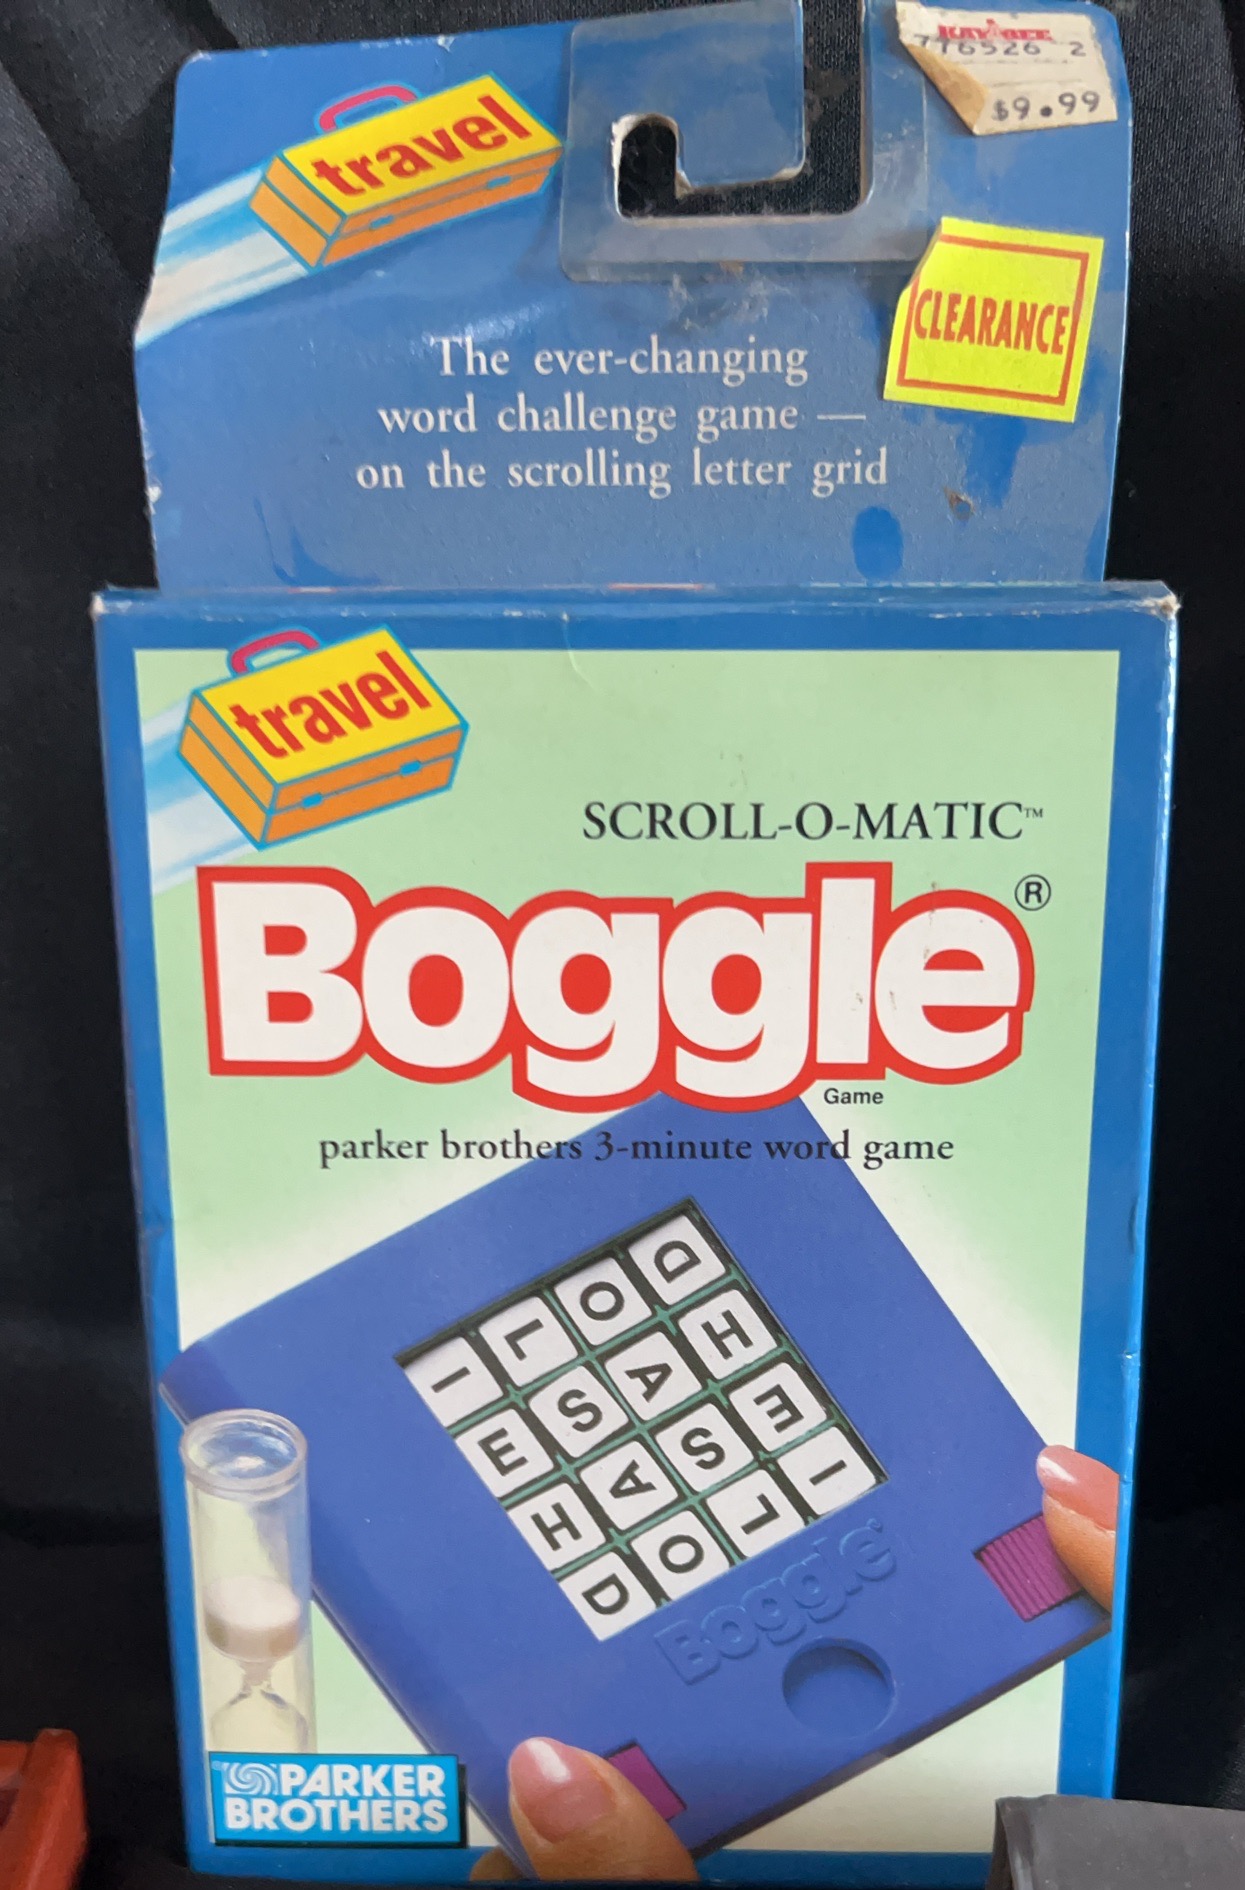 KAY·BEE
776526 2
$9.99
travel
CLEARANCE
The ever-changing
word challenge game —
on the scrolling letter grid
travel
SCROLL-O-MATIC™
Boggle®
Game
parker brothers 3-minute word game
I L O D
E S A H
H A S E
D O L I
Boggle
PARKER
BROTHERS